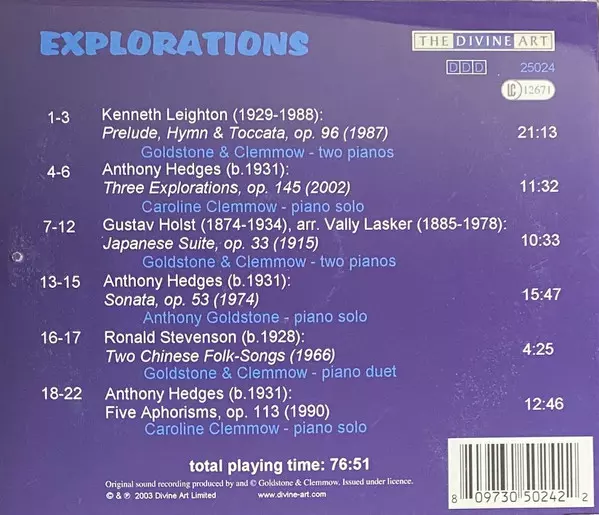 EXPLORATIONS
THE DIVINE ART
DDD 25024
LC 12671
1-3 Kenneth Leighton (1929-1988):
Prelude, Hymn & Toccata, op. 96 (1987) 21:13
Goldstone & Clemmow - two pianos
4-6 Anthony Hedges (b.1931)
Three Explorations, op. 145 (2002) 11:32
Caroline Clemmow - piano solo
7-12 Gustav Holst (1874-1934), arr. Vally Lasker (1885-1978):
Japanese Suite, op. 33 (1915) 10:33
Goldstone & Clemmow - two pianos
13-15 Anthony Hedges (b.1931):
Sonata, op. 53 (1974) 15:47
Anthony Goldstone - piano solo
16-17 Ronald Stevenson (b.1928):
Two Chinese Folk-Songs (1966) 4:25
Goldstone & Clemmow - piano duet
18-22 Anthony Hedges (b.1931):
Five Aphorisms, op. 113 (1990) 12:46
Caroline Clemmow - piano solo
total playing time: 76:51
Original sound recording produced by and © Goldstone & Clemmow. Issued under licence.
© & ℗ 2003 Divine Art Limited www.divine-art.com
8 09730 50242 2